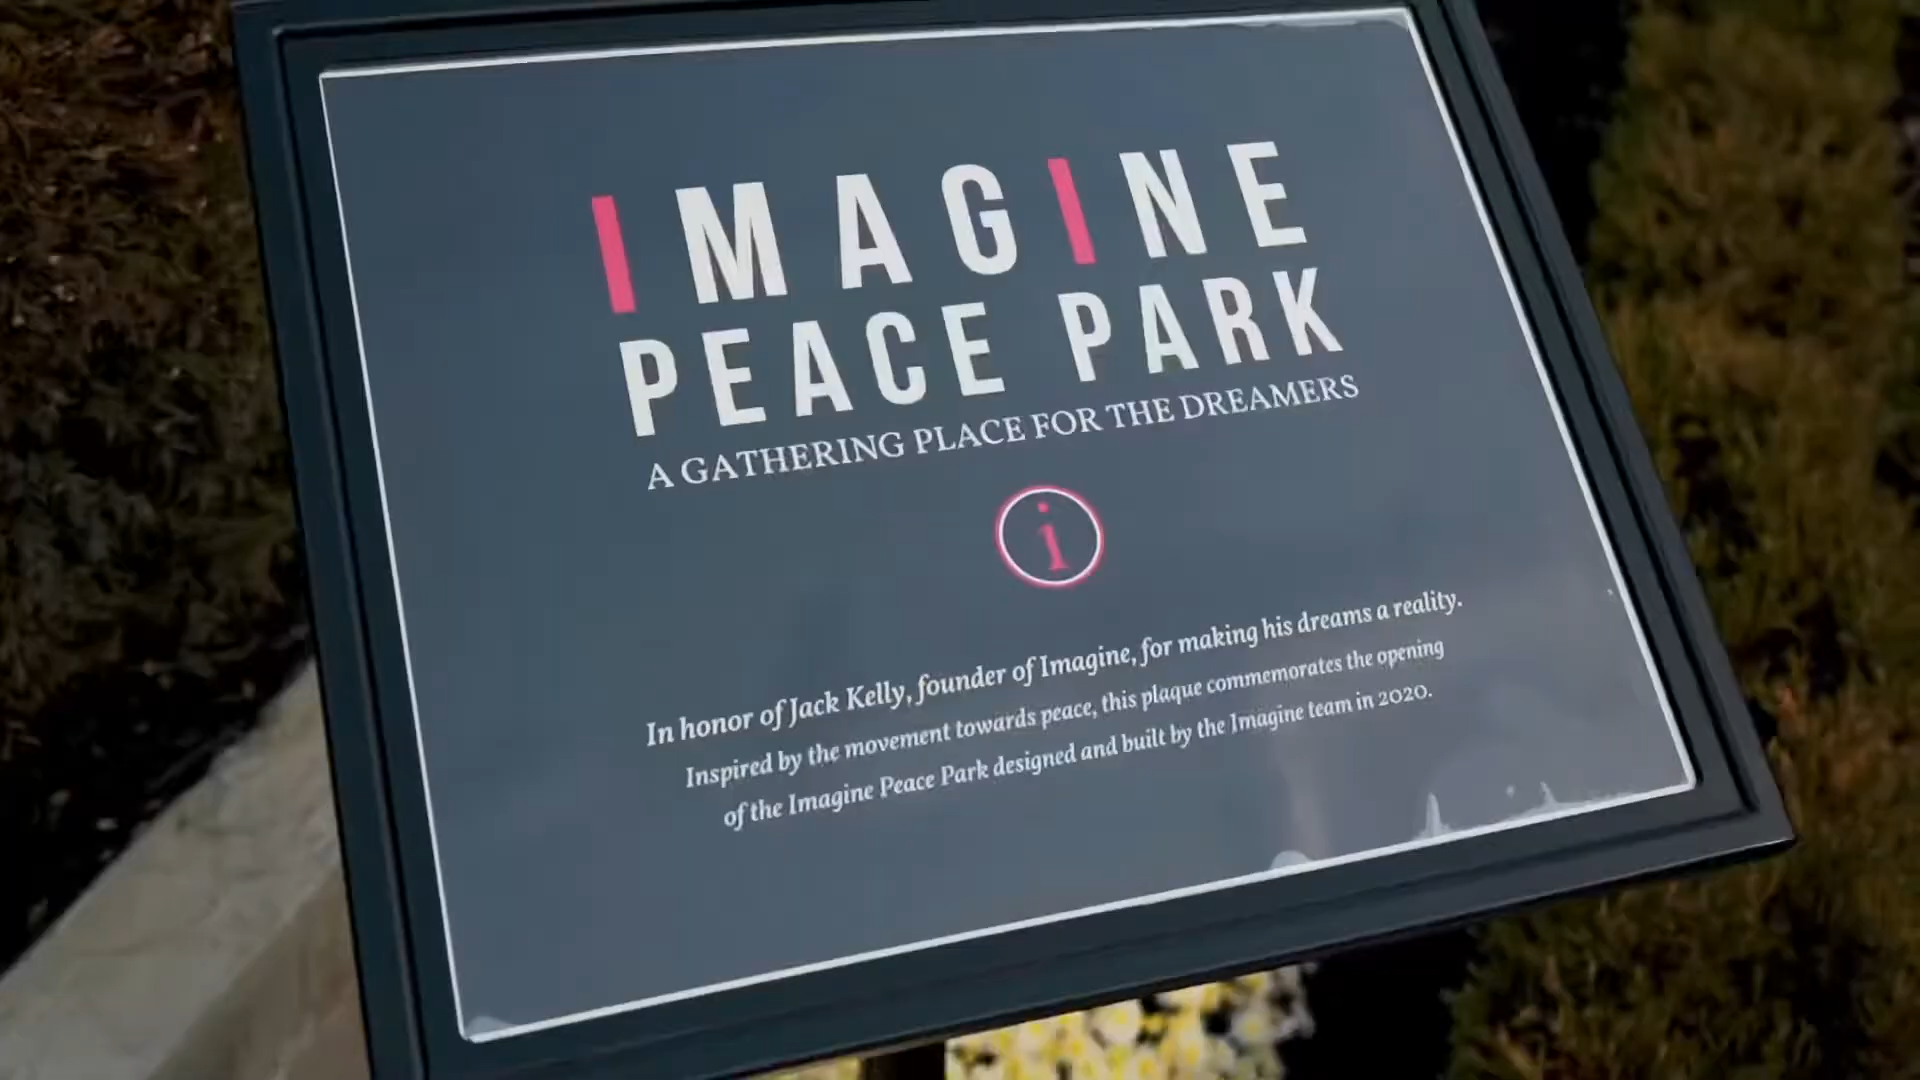 IMAGINE
PEACE PARK
A GATHERING PLACE FOR THE DREAMERS
i
In honor of Jack Kelly, founder of Imagine, for making his dreams a reality.
Inspired by the movement towards peace, this plaque commemorates the opening
of the Imagine Peace Park designed and built by the Imagine team in 2020.